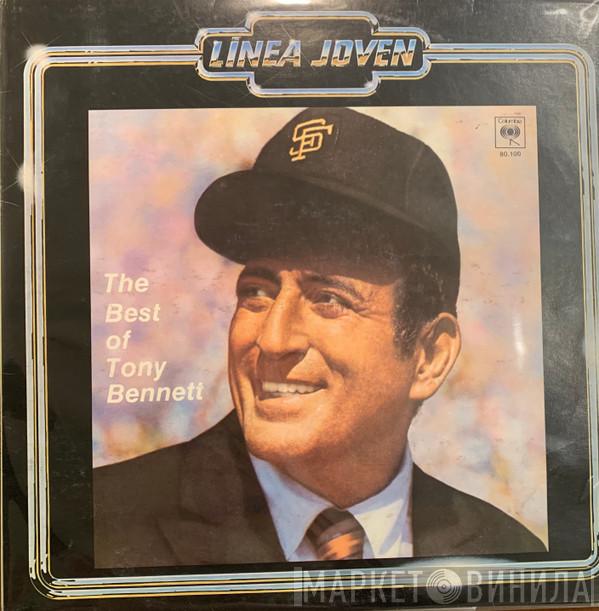 LÍNEA JOVEN
SF
Columbia
80.100
The
Best
of
Tony
Bennett
МАРКЕТ ВИНИЛА